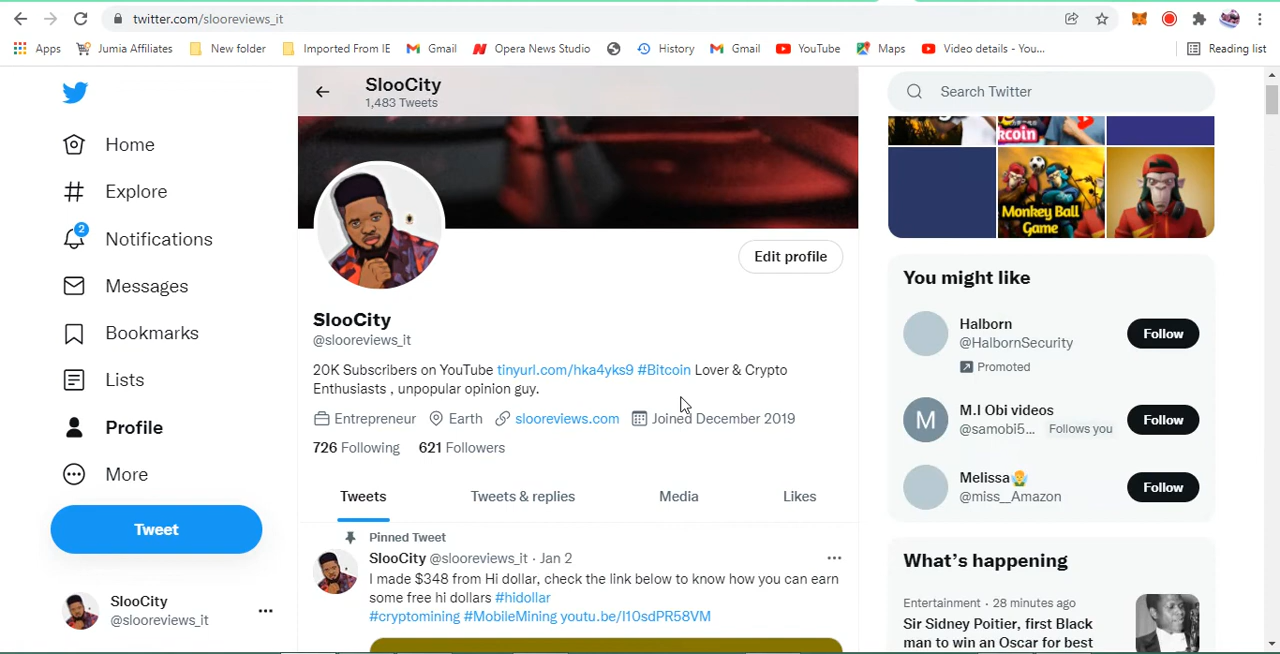 twitter.com/slooreviews_it
Apps Jumia Affiliates New folder Imported From IE Gmail Opera News Studio History Gmail YouTube Maps Video details - You... Reading list
SlooCity
1,483 Tweets
Search Twitter
Home
Explore
Notifications
2
Messages
Bookmarks
Lists
Profile
More
Tweet
SlooCity
@slooreviews_it
Edit profile
SlooCity
@slooreviews_it
20K Subscribers on YouTube tinyurl.com/hka4yks9 #Bitcoin Lover & Crypto
Enthusiasts , unpopular opinion guy.
Entrepreneur Earth slooreviews.com Joined December 2019
726 Following 621 Followers
Tweets Tweets & replies Media Likes
Pinned Tweet
SlooCity @slooreviews_it · Jan 2
I made $348 from Hi dollar, check the link below to know how you can earn
some free hi dollars #hidollar
#cryptomining #MobileMining youtu.be/I10sdPR58VM
Monkey Ball
Game
You might like
Halborn
@HalbornSecurity
Promoted
Follow
M
M.I Obi videos
@samobi5... Follows you
Follow
Melissa
@miss_Amazon
Follow
What's happening
Entertainment · 28 minutes ago
Sir Sidney Poitier, first Black
man to win an Oscar for best